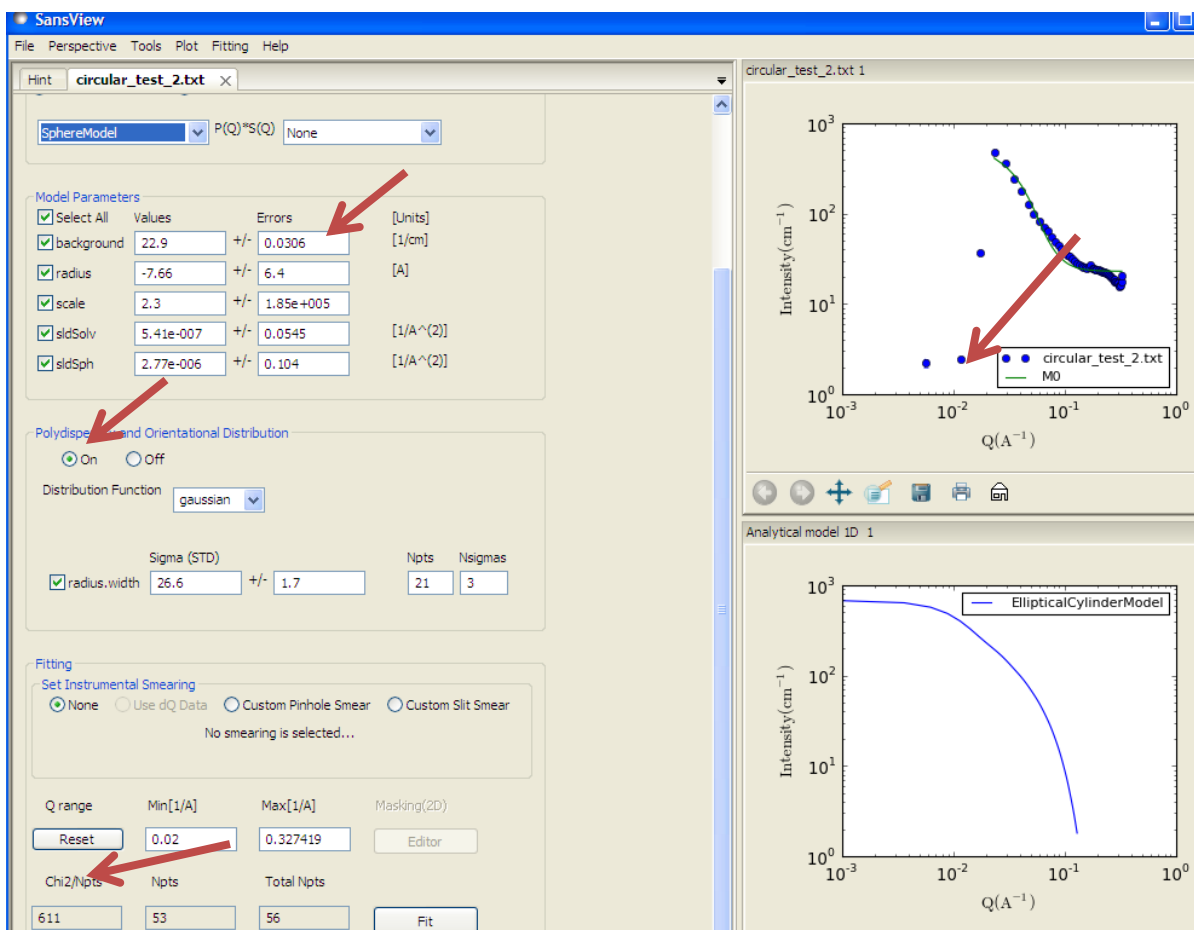 SansView
File Perspective Tools Plot Fitting Help
Hint circular_test_2.txt
SphereModel P(Q)*S(Q) None
Model Parameters
Select All Values Errors [Units]
background 22.9 +/- 0.0306 [1/cm]
radius -7.66 +/- 6.4 [A]
scale 2.3 +/- 1.85e+005
sldSolv 5.41e-007 +/- 0.0545 [1/A^(2)]
sldSph 2.77e-006 +/- 0.104 [1/A^(2)]
and Orientational Distribution
On Off
Distribution Function gaussian
Sigma (STD) Npts Nsigmas
radius.width 26.6 +/- 1.7 21 3
Fitting
Set Instrumental Smearing
None Use dQ Data Custom Pinhole Smear Custom Slit Smear
No smearing is selected...
Q range Min[1/A] Max[1/A] Masking(2D)
Reset 0.02 0.327419 Editor
Chi2/Npts Npts Total Npts
611 53 56 Fit
circular_test_2.txt 1
10³
10²
10¹
10⁰
Intensity(cm⁻¹)
circular_test_2.txt
M0
10⁻³ 10⁻² 10⁻¹ 10⁰
Q(A⁻¹)
Analytical model 1D 1
10³
10²
10¹
10⁰
Intensity(cm⁻¹)
EllipticalCylinderModel
10⁻³ 10⁻² 10⁻¹ 10⁰
Q(A⁻¹)